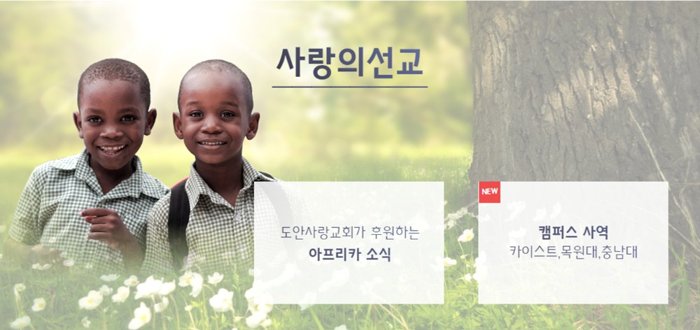 사랑의선교
도안사랑교회가 후원하는
아프리카 소식
NEW
캠퍼스 사역
카이스트,목원대,충남대